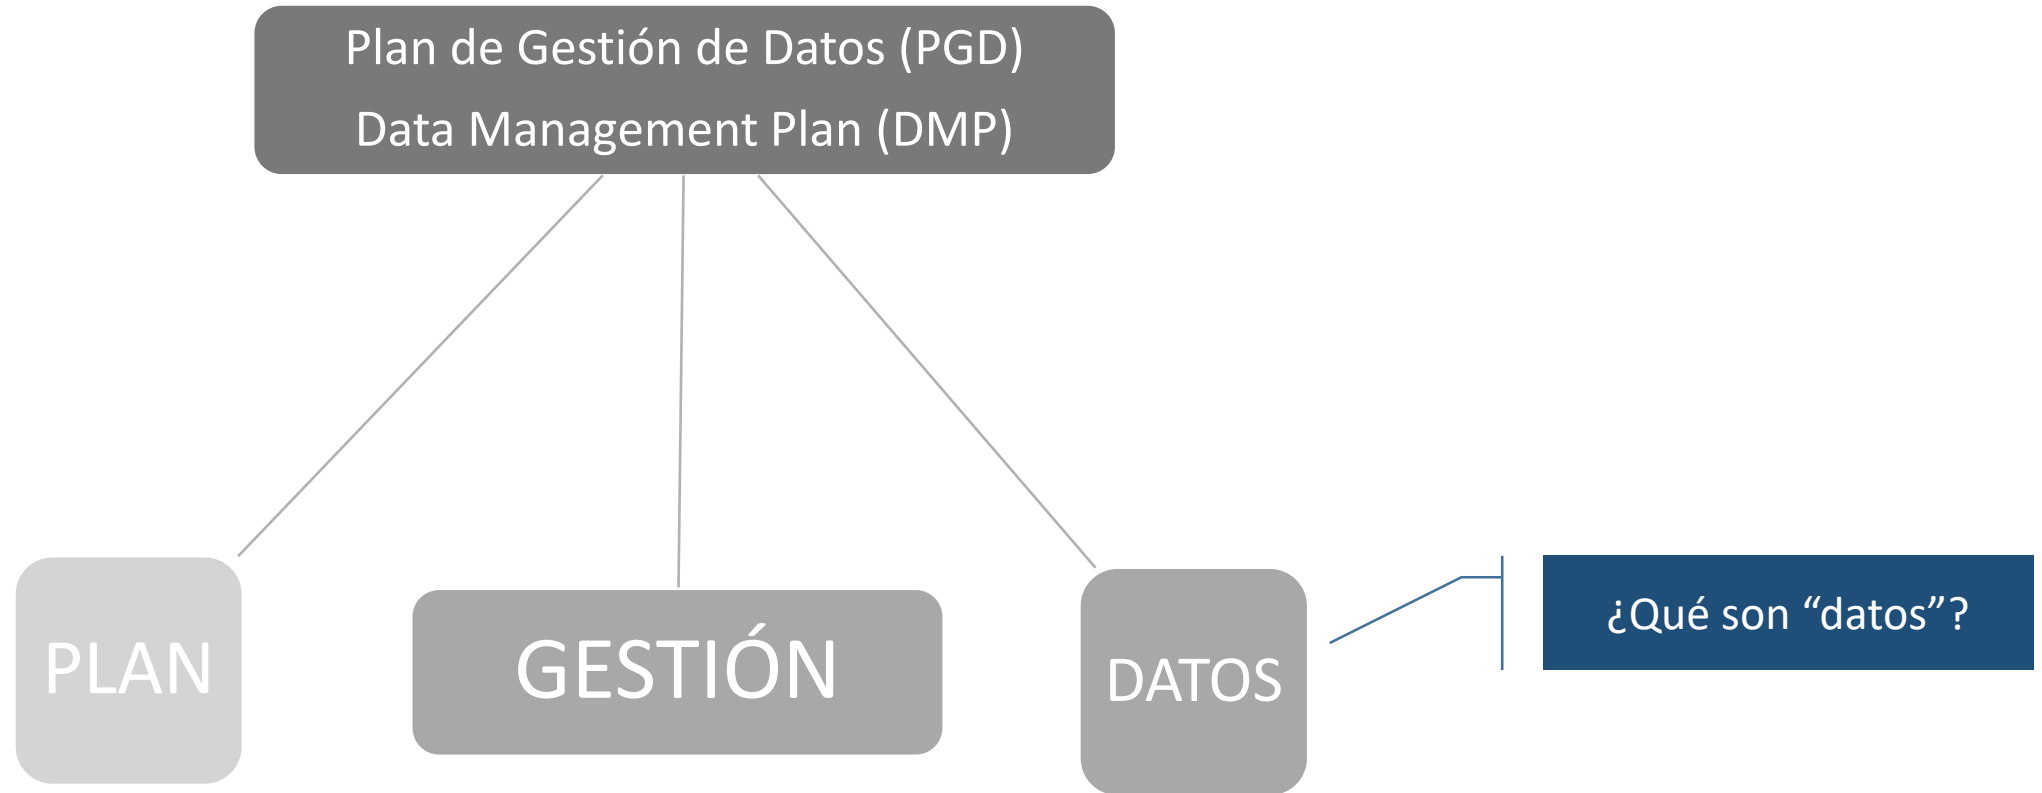 Plan de Gestión de Datos (PGD)
Data Management Plan (DMP)
PLAN
GESTIÓN
DATOS
¿Qué son “datos”?